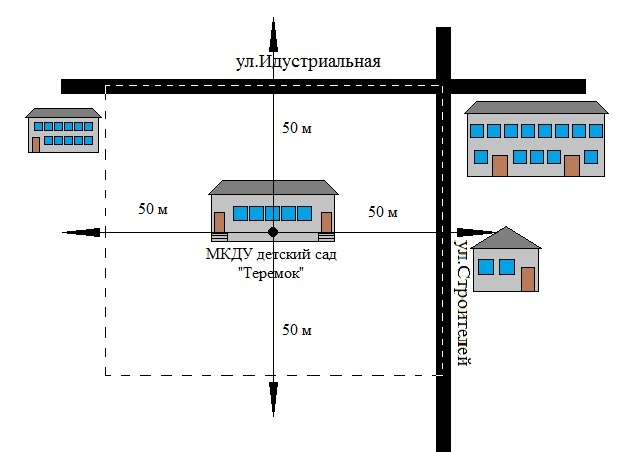 ул.Идустриальная
50 м
50 м
50 м
МКДУ детский сад
"Теремок"
ул.Строителей
50 м